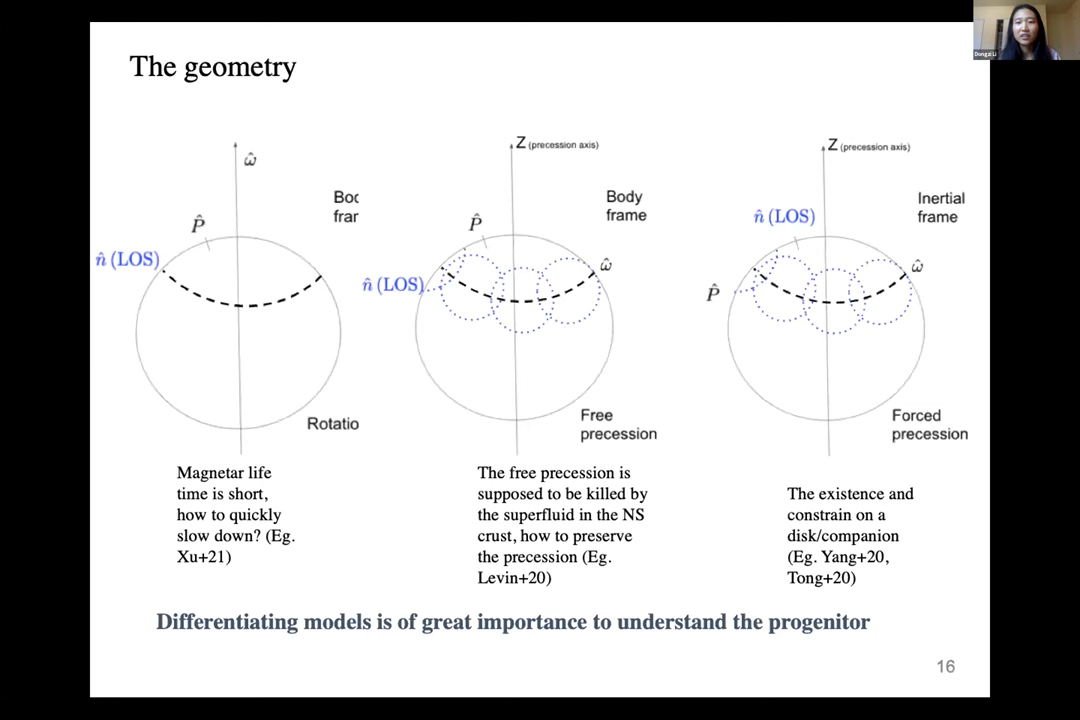 The geometry
ω̂
P̂
n̂ (LOS)
Boc
frar
Rotatio
Magnetar life
time is short,
how to quickly
slow down? (Eg.
Xu+21)
Z (precession axis)
Body
frame
P̂
n̂ (LOS)
ω̂
Free
precession
The free precession is
supposed to be killed by
the superfluid in the NS
crust, how to preserve
the precession (Eg.
Levin+20)
Z (precession axis)
Inertial
frame
n̂ (LOS)
P̂
ω̂
Forced
precession
The existence and
constrain on a
disk/companion
(Eg. Yang+20,
Tong+20)
Differentiating models is of great importance to understand the progenitor
16
Dongzi Li